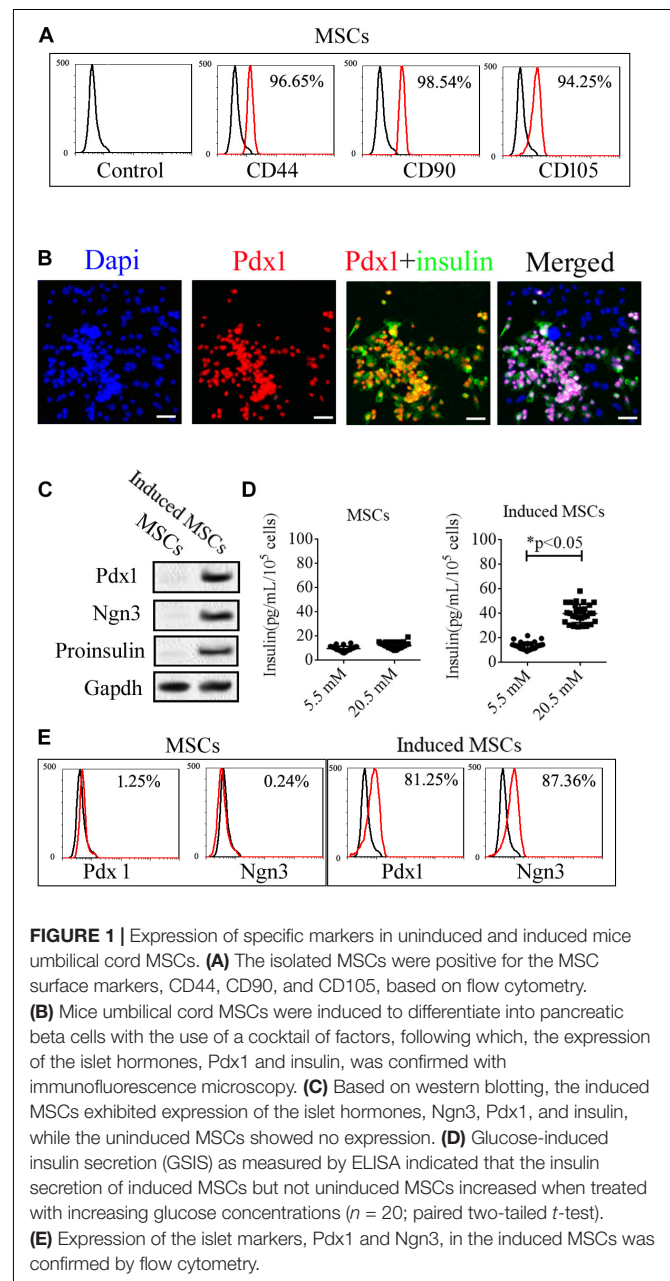 A
MSCs
500
0
Control
500
96.65%
0
CD44
500
98.54%
0
CD90
500
94.25%
0
CD105
B
Dapi
Pdx1
Pdx1+insulin
Merged
C
MSCs
Induced MSCs
Pdx1
Ngn3
Proinsulin
Gapdh
D
MSCs
Insulin(pg/mL/10⁵ cells)
100
80
60
40
20
0
5.5 mM
20.5 mM
Induced MSCs
*p<0.05
Insulin(pg/mL/10⁵ cells)
100
80
60
40
20
0
5.5 mM
20.5 mM
E
MSCs
Induced MSCs
500
1.25%
0
Pdx 1
500
0.24%
0
Ngn3
500
81.25%
0
Pdx1
500
87.36%
0
Ngn3
FIGURE 1 | Expression of specific markers in uninduced and induced mice
umbilical cord MSCs. (A) The isolated MSCs were positive for the MSC
surface markers, CD44, CD90, and CD105, based on flow cytometry.
(B) Mice umbilical cord MSCs were induced to differentiate into pancreatic
beta cells with the use of a cocktail of factors, following which, the expression
of the islet hormones, Pdx1 and insulin, was confirmed with
immunofluorescence microscopy. (C) Based on western blotting, the induced
MSCs exhibited expression of the islet hormones, Ngn3, Pdx1, and insulin,
while the uninduced MSCs showed no expression. (D) Glucose-induced
insulin secretion (GSIS) as measured by ELISA indicated that the insulin
secretion of induced MSCs but not uninduced MSCs increased when treated
with increasing glucose concentrations (n = 20; paired two-tailed t-test).
(E) Expression of the islet markers, Pdx1 and Ngn3, in the induced MSCs was
confirmed by flow cytometry.